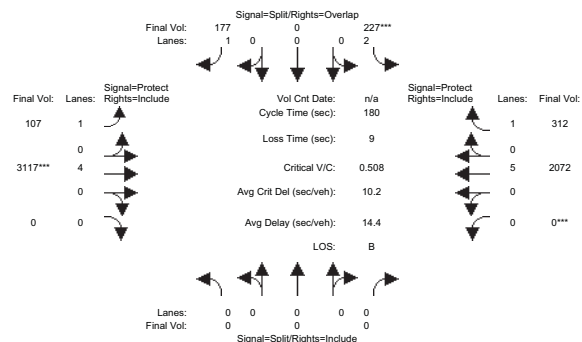 Signal=Split/Rights=Overlap
Final Vol: 177 0 227***
Lanes: 1 0 0 0 2
Signal=Protect Signal=Protect
Final Vol: Lanes: Rights=Include Vol Cnt Date: n/a Rights=Include Lanes: Final Vol:
Cycle Time (sec): 180
107 1 1 312
Loss Time (sec): 9
0 0
3117*** 4 Critical V/C: 0.508 5 2072
0 Avg Crit Del (sec/veh): 10.2 0
0 0 Avg Delay (sec/veh): 14.4 0 0***
LOS: B
Lanes: 0 0 0 0 0
Final Vol: 0 0 0
Signal=Split/Rights=Include